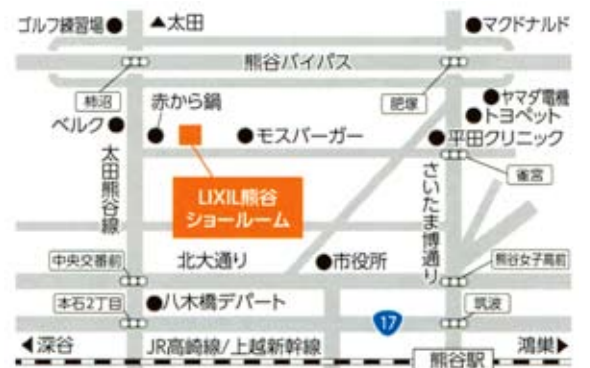 ゴルフ練習場
▲太田
マクドナルド
熊谷バイパス
柿沼
赤から鍋
肥塚
ヤマダ電機
トヨペット
ベルク
モスバーガー
平田クリニック
太田熊谷線
さいたま博通り
雀宮
LIXIL熊谷
ショールーム
中央交番前
北大通り
市役所
熊谷女子高前
本石2丁目
八木橋デパート
17
筑波
◀深谷
JR高崎線/上越新幹線
熊谷駅
鴻巣▶